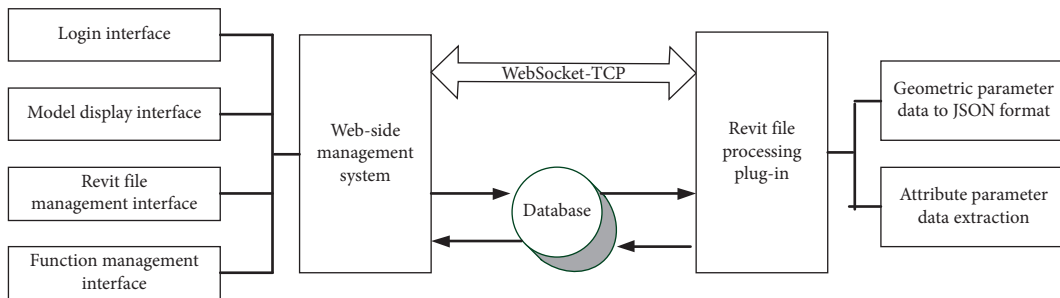 Login interface
Model display interface
Revit file
management interface
Function management
interface
Web-side
management
system
WebSocket-TCP
Database
Revit file
processing
plug-in
Geometric parameter
data to JSON format
Attribute parameter
data extraction